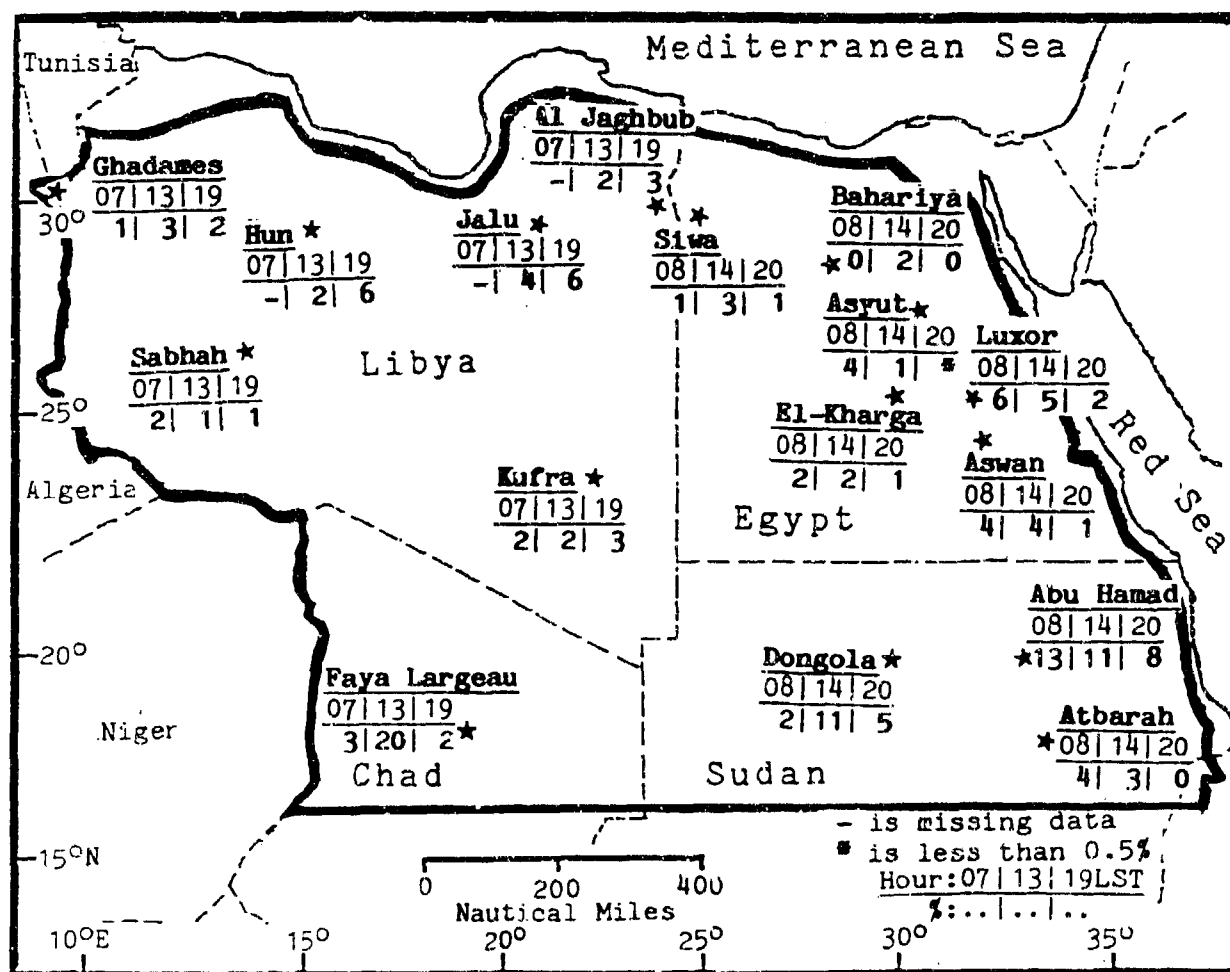 Mediterranean Sea
Tunisia
Al Jaghbub
07|13|19
-| 2| 3
Ghadames
07|13|19
1| 3| 2
30°
Hun ★
07|13|19
-| 2| 6
Jalu ★
07|13|19
-| 4| 6
Siwa
08|14|20
1| 3| 1
Bahariya
08|14|20
★0| 2| 0
Asyut★
08|14|20
4| 1| #
Luxor
08|14|20
★6| 5| 2
Sabhah ★
07|13|19
2| 1| 1
Libya
25°
El-Kharga
08|14|20
2| 2| 1
Aswan
08|14|20
4| 4| 1
Red Sea
Algeria
Kufra ★
07|13|19
2| 2| 3
Egypt
Abu Hamad
08|14|20
★13|11| 8
20°
Dongola★
08|14|20
2|11| 5
Faya Largeau
07|13|19
3|20| 2★
Niger
Atbarah
★08|14|20
4| 3| 0
Chad
Sudan
- is missing data
# is less than 0.5%
Hour:07|13|19LST
%:..|..|..
15°N
0 200 400
Nautical Miles
10°E 15° 20° 25° 30° 35°